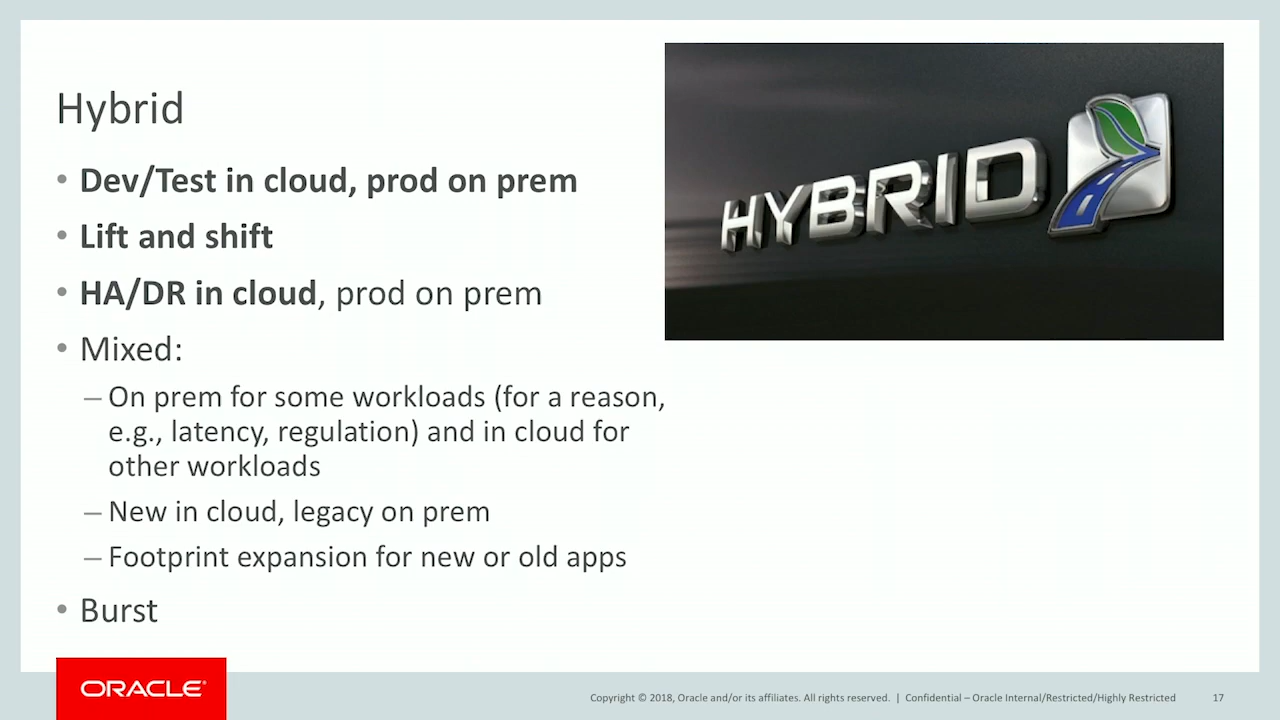 Hybrid
• Dev/Test in cloud, prod on prem
• Lift and shift
• HA/DR in cloud, prod on prem
• Mixed:
– On prem for some workloads (for a reason,
e.g., latency, regulation) and in cloud for
other workloads
– New in cloud, legacy on prem
– Footprint expansion for new or old apps
• Burst
HYBRID
ORACLE®
Copyright © 2018, Oracle and/or its affiliates. All rights reserved. | Confidential – Oracle Internal/Restricted/Highly Restricted 17